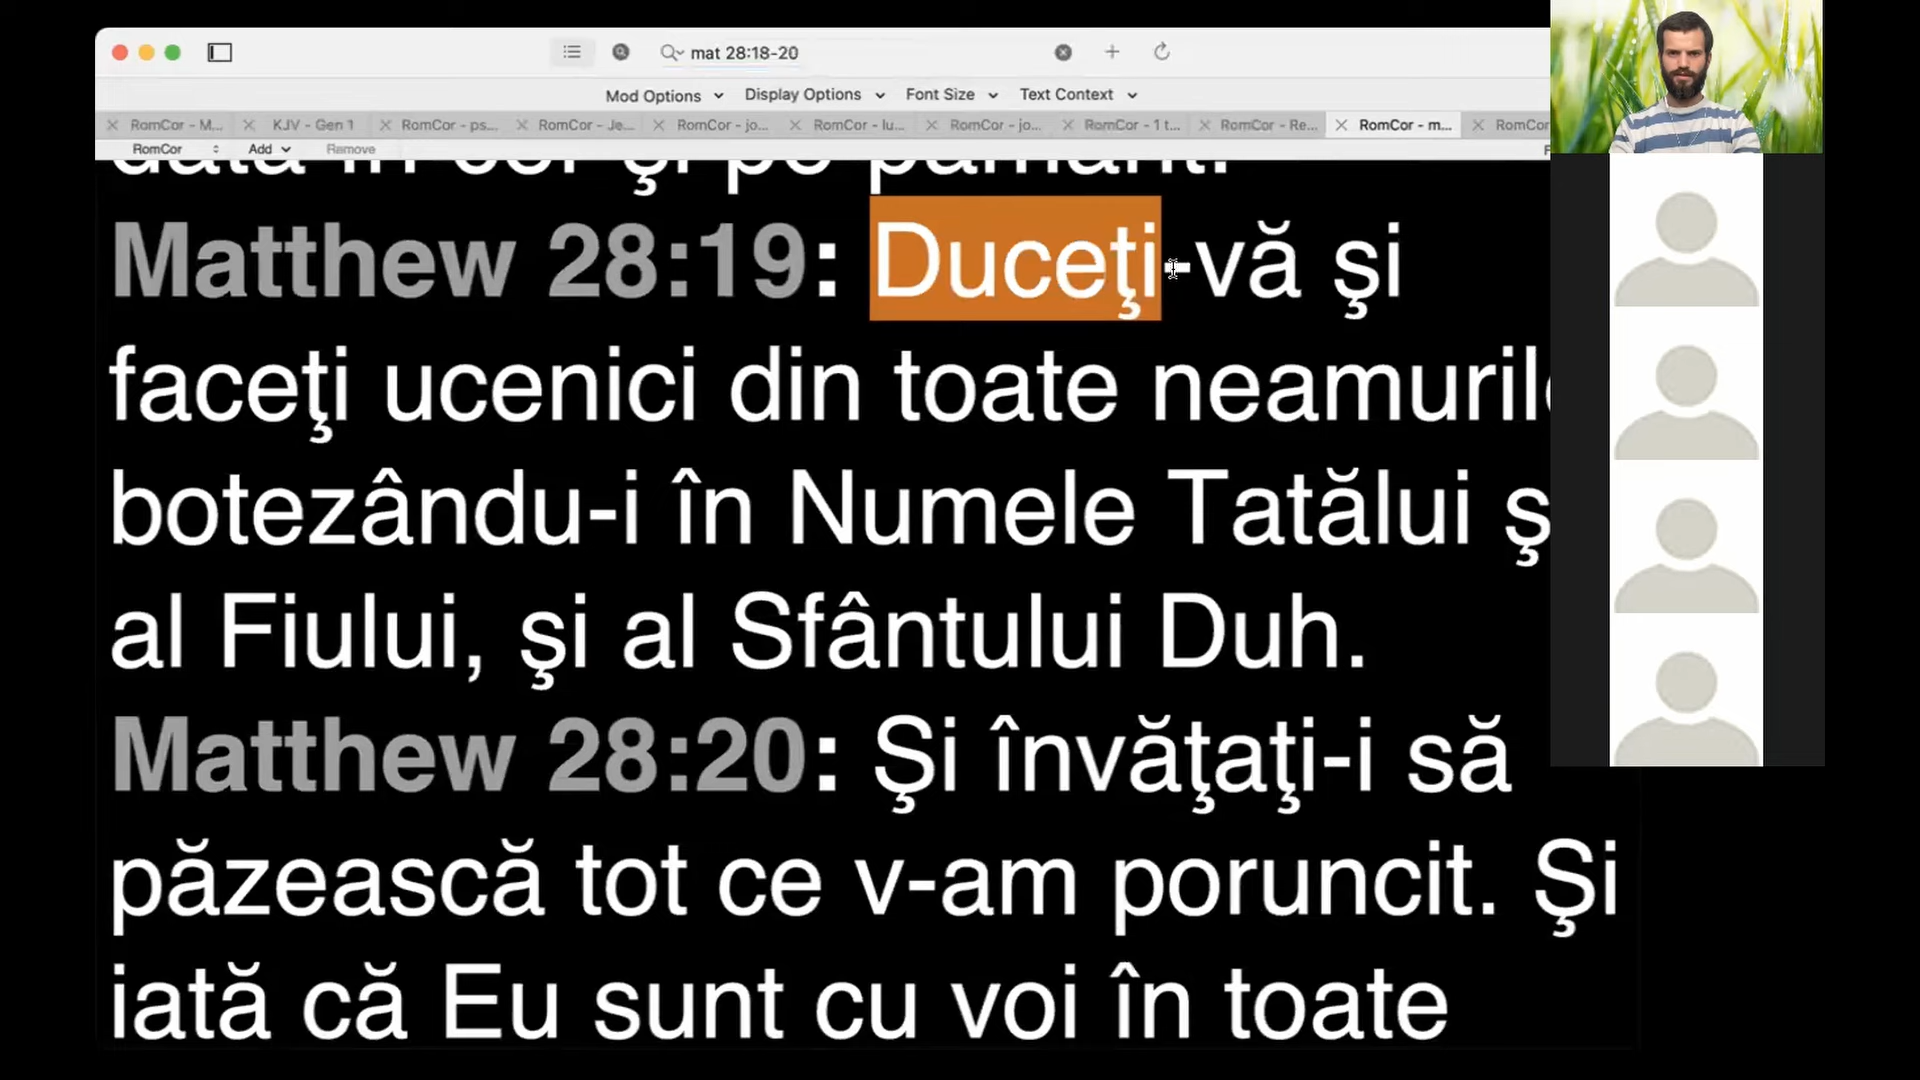 mat 28:18-20
Mod Options Display Options Font Size Text Context
RomCor - M... KJV - Gen 1 RomCor - ps... RomCor - Je... RomCor - jo... RomCor - lu... RomCor - jo... RomCor - 1 t... RomCor - Re... RomCor - m... RomCor
RomCor Add Remove
Matthew 28:19: Duceţi-vă şi
faceţi ucenici din toate
botezându-i în Numele Tatălui
al Fiului, şi al Sfântului Duh.
Matthew 28:20: Şi învăţaţi-i să
păzească tot ce v-am poruncit. Şi
iată că Eu sunt cu voi în toate